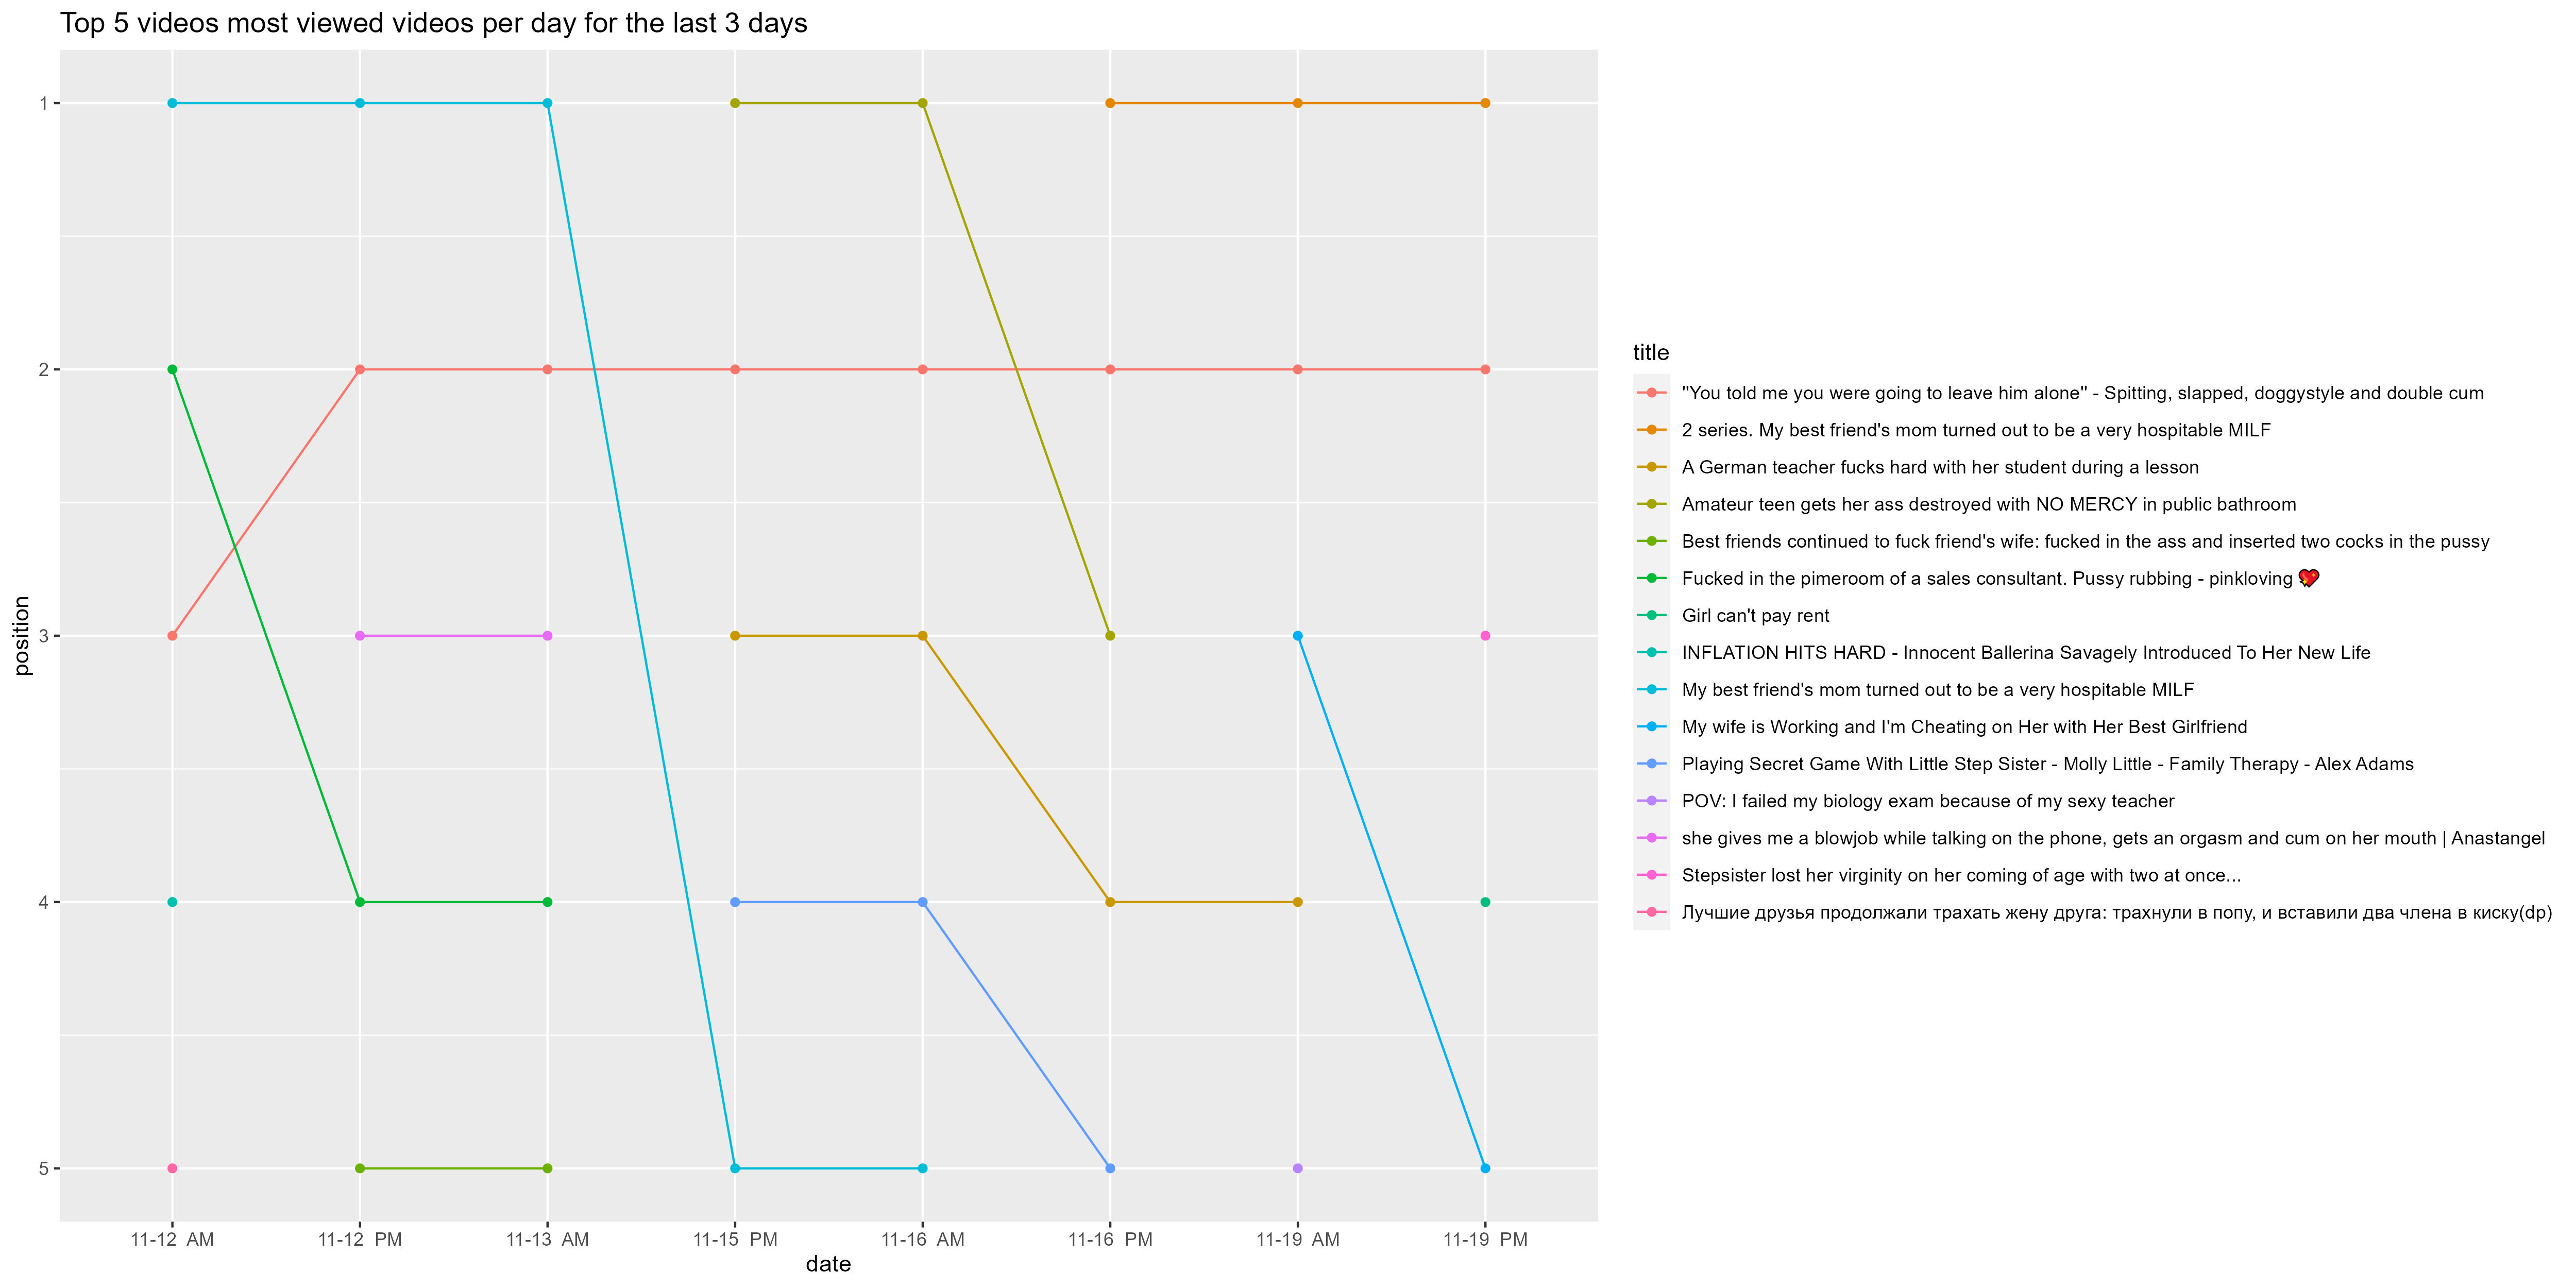 Top 5 videos most viewed videos per day for the last 3 days
position
1
2
3
4
5
11-12 AM
11-12 PM
11-13 AM
11-15 PM
11-16 AM
11-16 PM
11-19 AM
11-19 PM
date
title
"You told me you were going to leave him alone" - Spitting, slapped, doggystyle and double cum
2 series. My best friend's mom turned out to be a very hospitable MILF
A German teacher fucks hard with her student during a lesson
Amateur teen gets her ass destroyed with NO MERCY in public bathroom
Best friends continued to fuck friend's wife: fucked in the ass and inserted two cocks in the pussy
Fucked in the pimeroom of a sales consultant. Pussy rubbing - pinkloving 💖
Girl can't pay rent
INFLATION HITS HARD - Innocent Ballerina Savagely Introduced To Her New Life
My best friend's mom turned out to be a very hospitable MILF
My wife is Working and I'm Cheating on Her with Her Best Girlfriend
Playing Secret Game With Little Step Sister - Molly Little - Family Therapy - Alex Adams
POV: I failed my biology exam because of my sexy teacher
she gives me a blowjob while talking on the phone, gets an orgasm and cum on her mouth | Anastangel
Stepsister lost her virginity on her coming of age with two at once...
Лучшие друзья продолжали трахать жену друга: трахнули в попу, и вставили два члена в киску(dp)